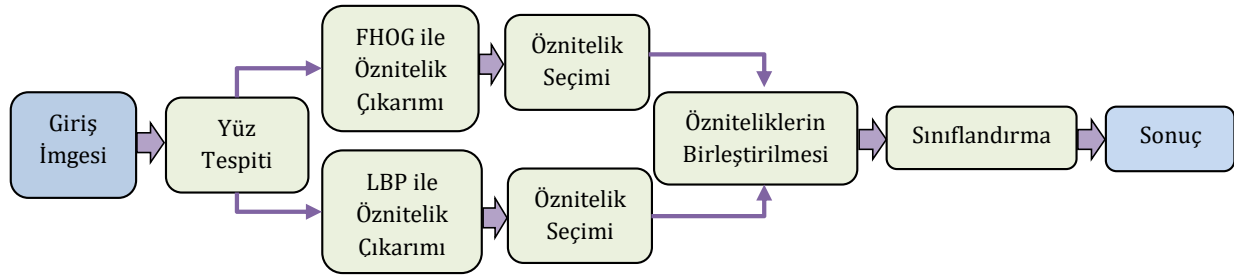 Giriş
İmgesi
Yüz
Tespiti
FHOG ile
Öznitelik
Çıkarımı
Öznitelik
Seçimi
LBP ile
Öznitelik
Çıkarımı
Öznitelik
Seçimi
Özniteliklerin
Birleştirilmesi
Sınıflandırma
Sonuç